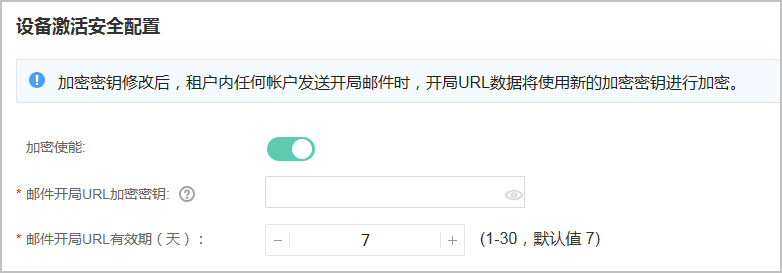 设备激活安全配置
加密密钥修改后，租户内任何帐户发送开局邮件时，开局URL数据将使用新的加密密钥进行加密。
加密使能:
* 邮件开局URL加密密钥: ?
* 邮件开局URL有效期（天）: − 7 + (1-30，默认值 7)